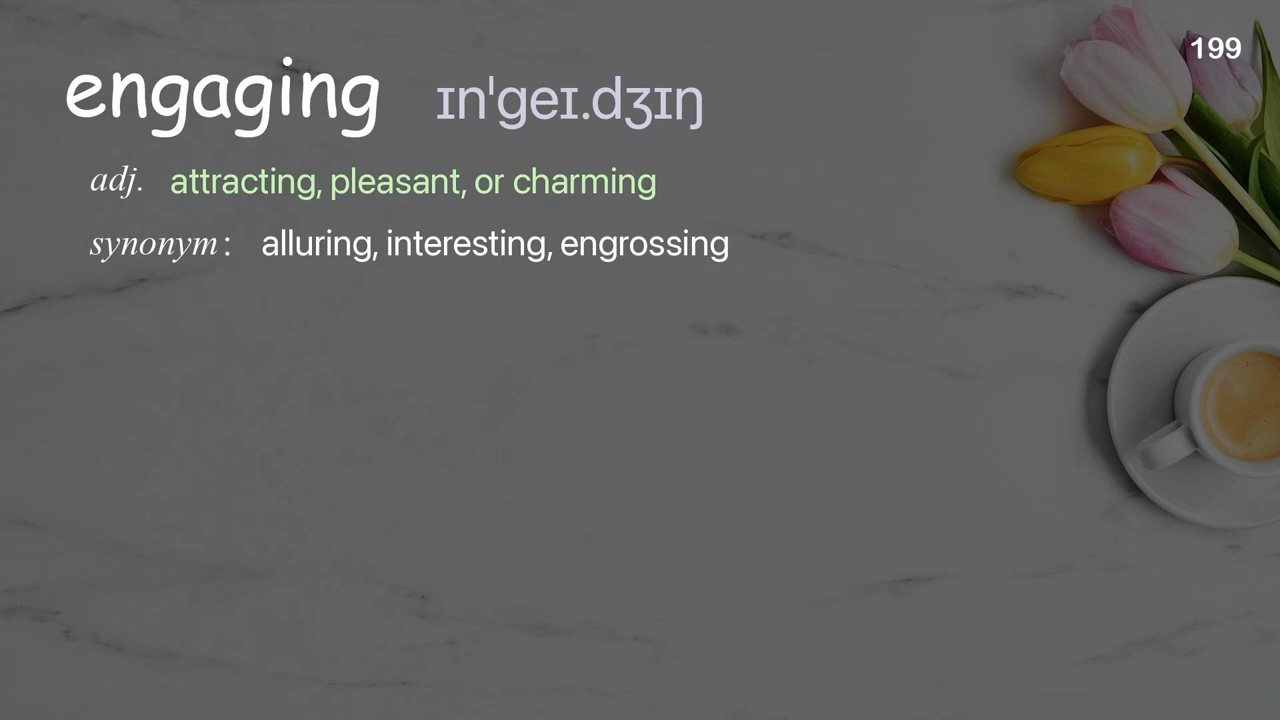 199
engaging ɪnˈɡeɪ.dʒɪŋ
adj. attracting, pleasant, or charming
synonym: alluring, interesting, engrossing